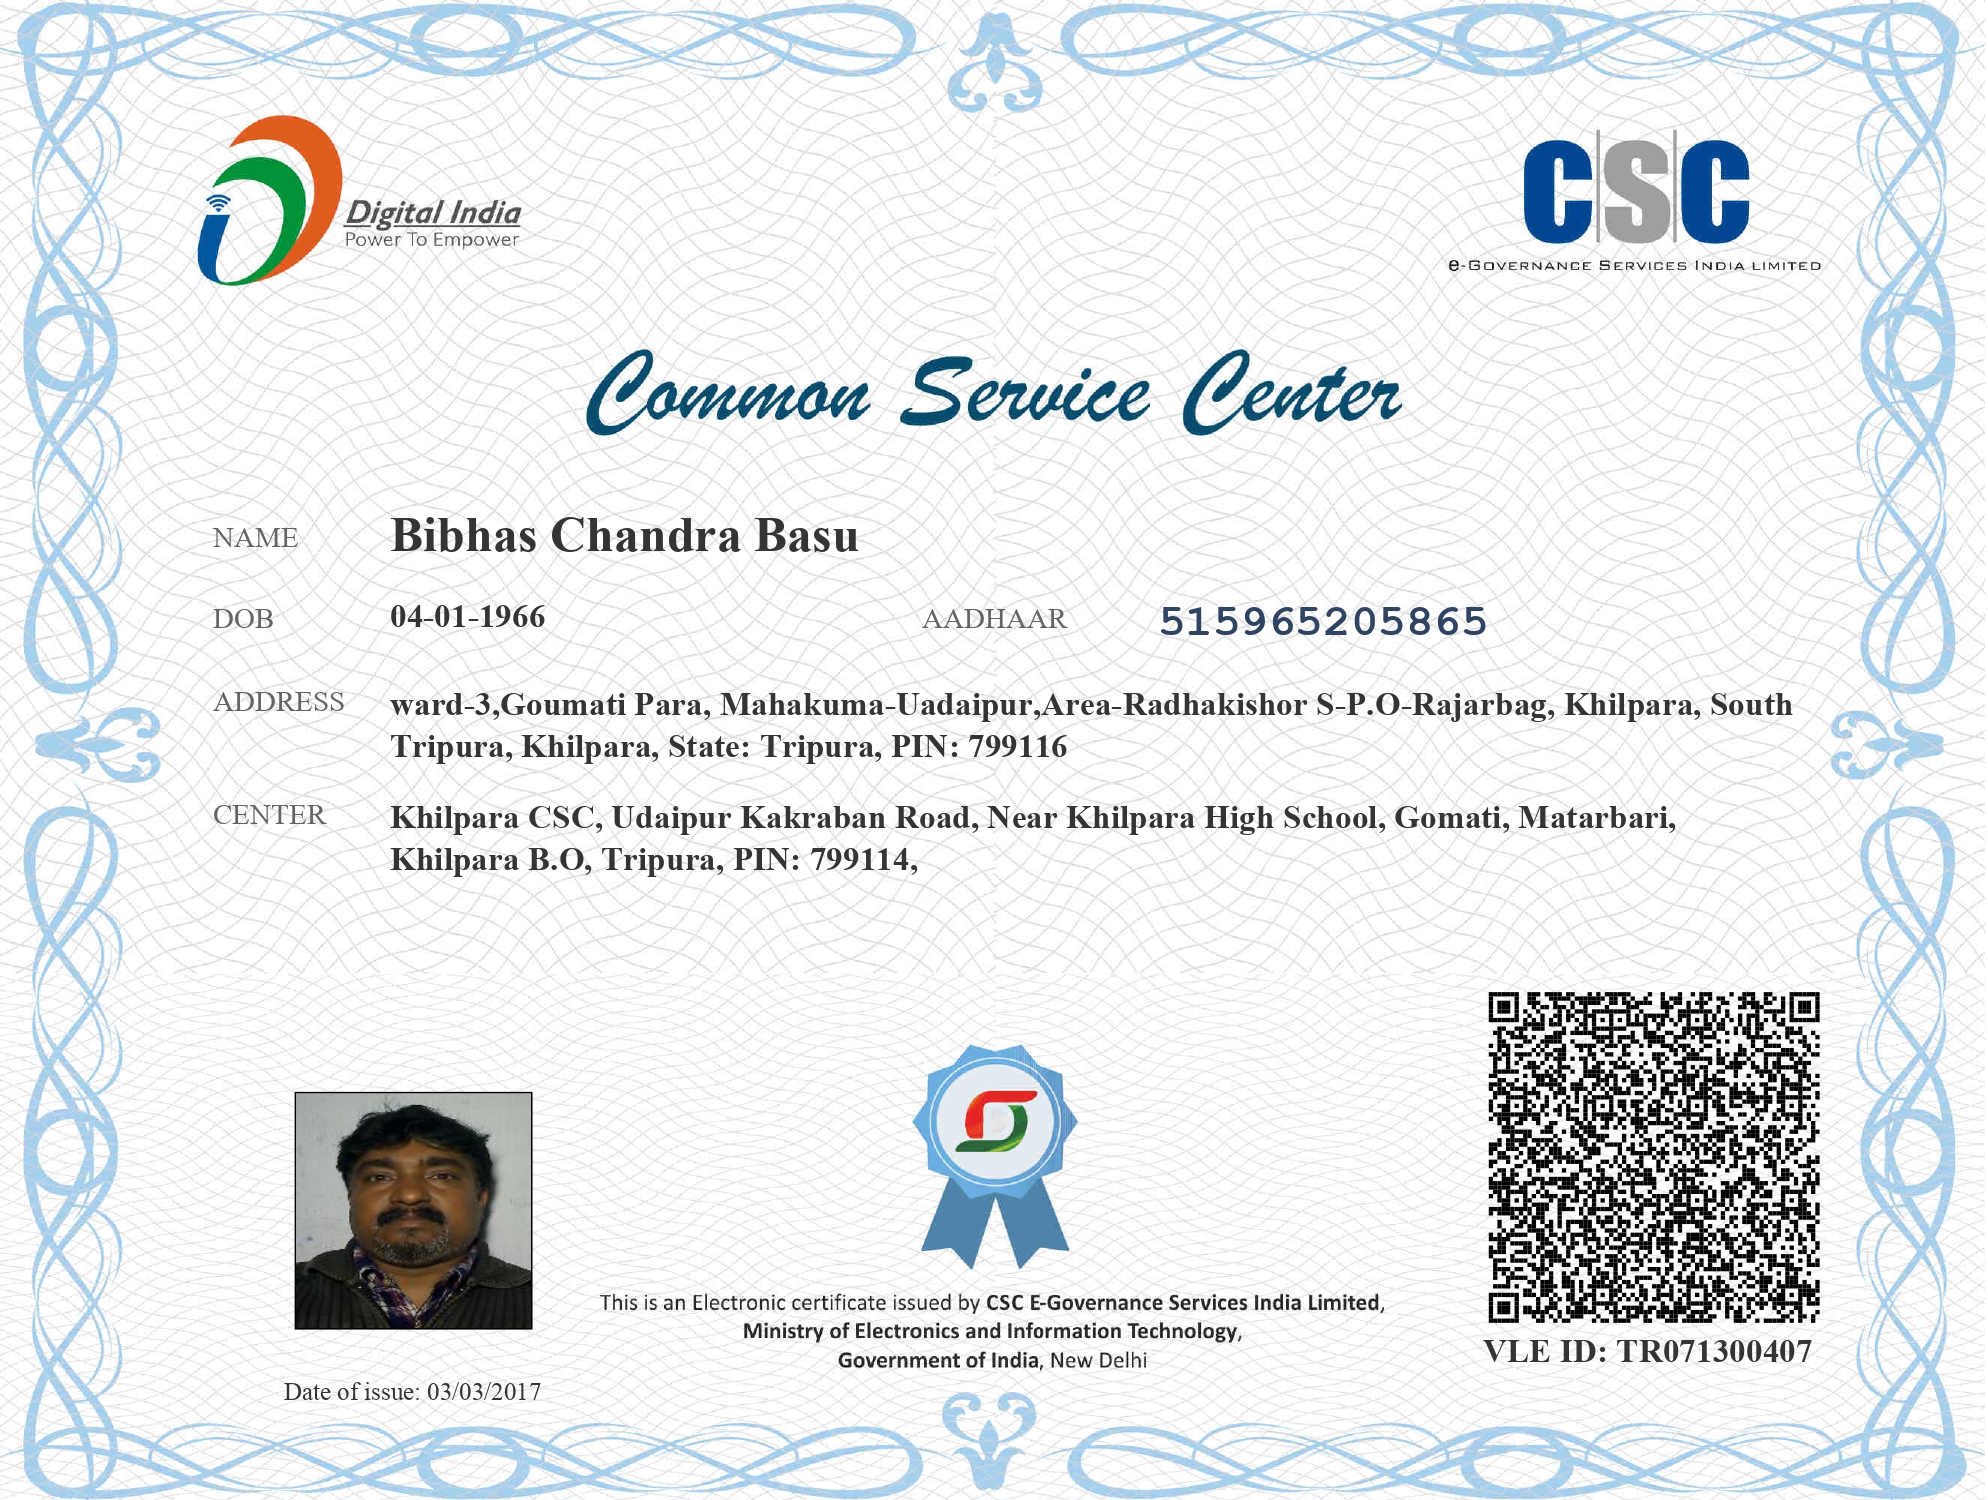 Digital India
Power To Empower
CSC
e-Governance Services India Limited
Common Service Center
NAME Bibhas Chandra Basu
DOB 04-01-1966 AADHAAR 515965205865
ADDRESS ward-3,Goumati Para, Mahakuma-Uadaipur,Area-Radhakishor S-P.O-Rajarbag, Khilpara, South
Tripura, Khilpara, State: Tripura, PIN: 799116
CENTER Khilpara CSC, Udaipur Kakraban Road, Near Khilpara High School, Gomati, Matarbari,
Khilpara B.O, Tripura, PIN: 799114,
This is an Electronic certificate issued by CSC E-Governance Services India Limited,
Ministry of Electronics and Information Technology,
Government of India, New Delhi
VLE ID: TR071300407
Date of issue: 03/03/2017